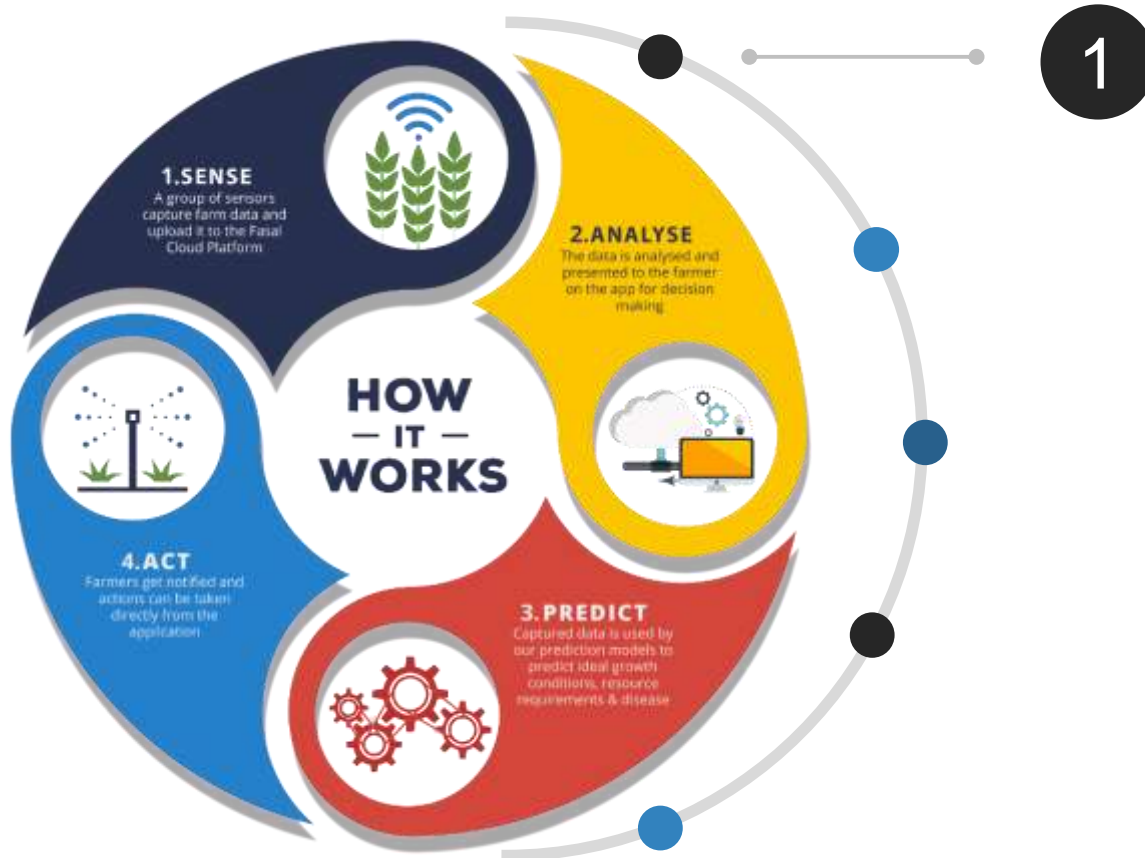 1
1.SENSE
A group of sensors
capture farm data and
upload it to the Fasal
Cloud Platform
2.ANALYSE
The data is analysed and
presented to the farmer
on the app for decision
making
HOW
IT
WORKS
3.PREDICT
Captured data is used by
our prediction models to
predict ideal growth
conditions, resource
requirements & disease
4.ACT
Farmers get notified and
actions can be taken
directly from the
application